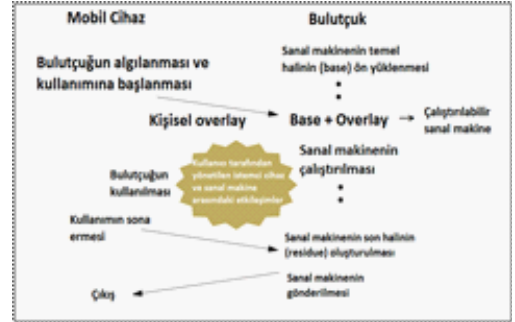 Mobil Cihaz
Bulutçuk
Sanal makinenin temel
halinin (base) ön yüklenmesi
Bulutçuğun algılanması ve
kullanımına başlanması
Kişisel overlay
Base + Overlay
Çalıştırılabilir
sanal makine
Sanal makinenin
çalıştırılması
Bulutçuğun
kullanılması
Kullanıcı tarafından
yönetilen istemci cihaz
ve sanal makine
arasındaki etkileşimler
Kullanımın sona
ermesi
Sanal makinenin son halinin
(residue) oluşturulması
Sanal makinenin
gönderilmesi
Çıkış